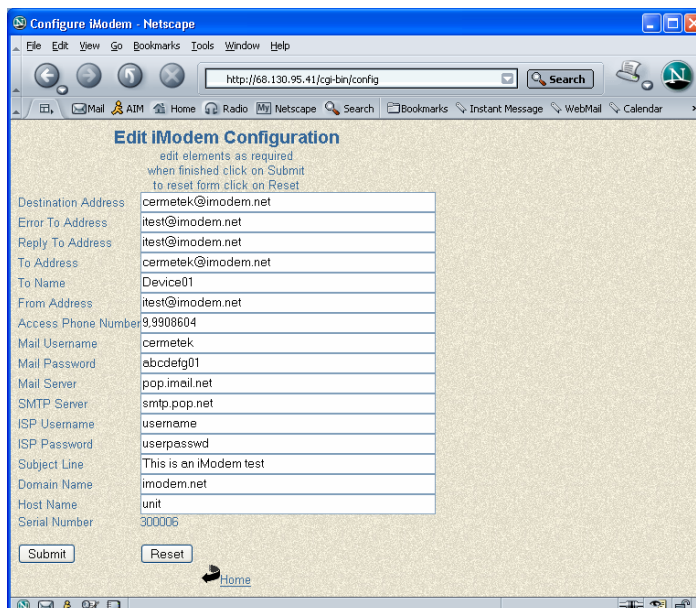 Configure iModem - Netscape
File Edit View Go Bookmarks Tools Window Help
http://68.130.95.41/cgi-bin/config Search N
Mail AIM Home Radio My Netscape Search Bookmarks Instant Message WebMail Calendar
Edit iModem Configuration
edit elements as required
when finished click on Submit
to reset form click on Reset
Destination Address cermetek@imodem.net
Error To Address itest@imodem.net
Reply To Address itest@imodem.net
To Address cermetek@imodem.net
To Name Device01
From Address itest@imodem.net
Access Phone Number 9,9908604
Mail Username cermetek
Mail Password abcdefg01
Mail Server pop.imail.net
SMTP Server smtp.pop.net
ISP Username username
ISP Password userpasswd
Subject Line This is an iModem test
Domain Name imodem.net
Host Name unit
Serial Number 300006
Submit Reset
Home